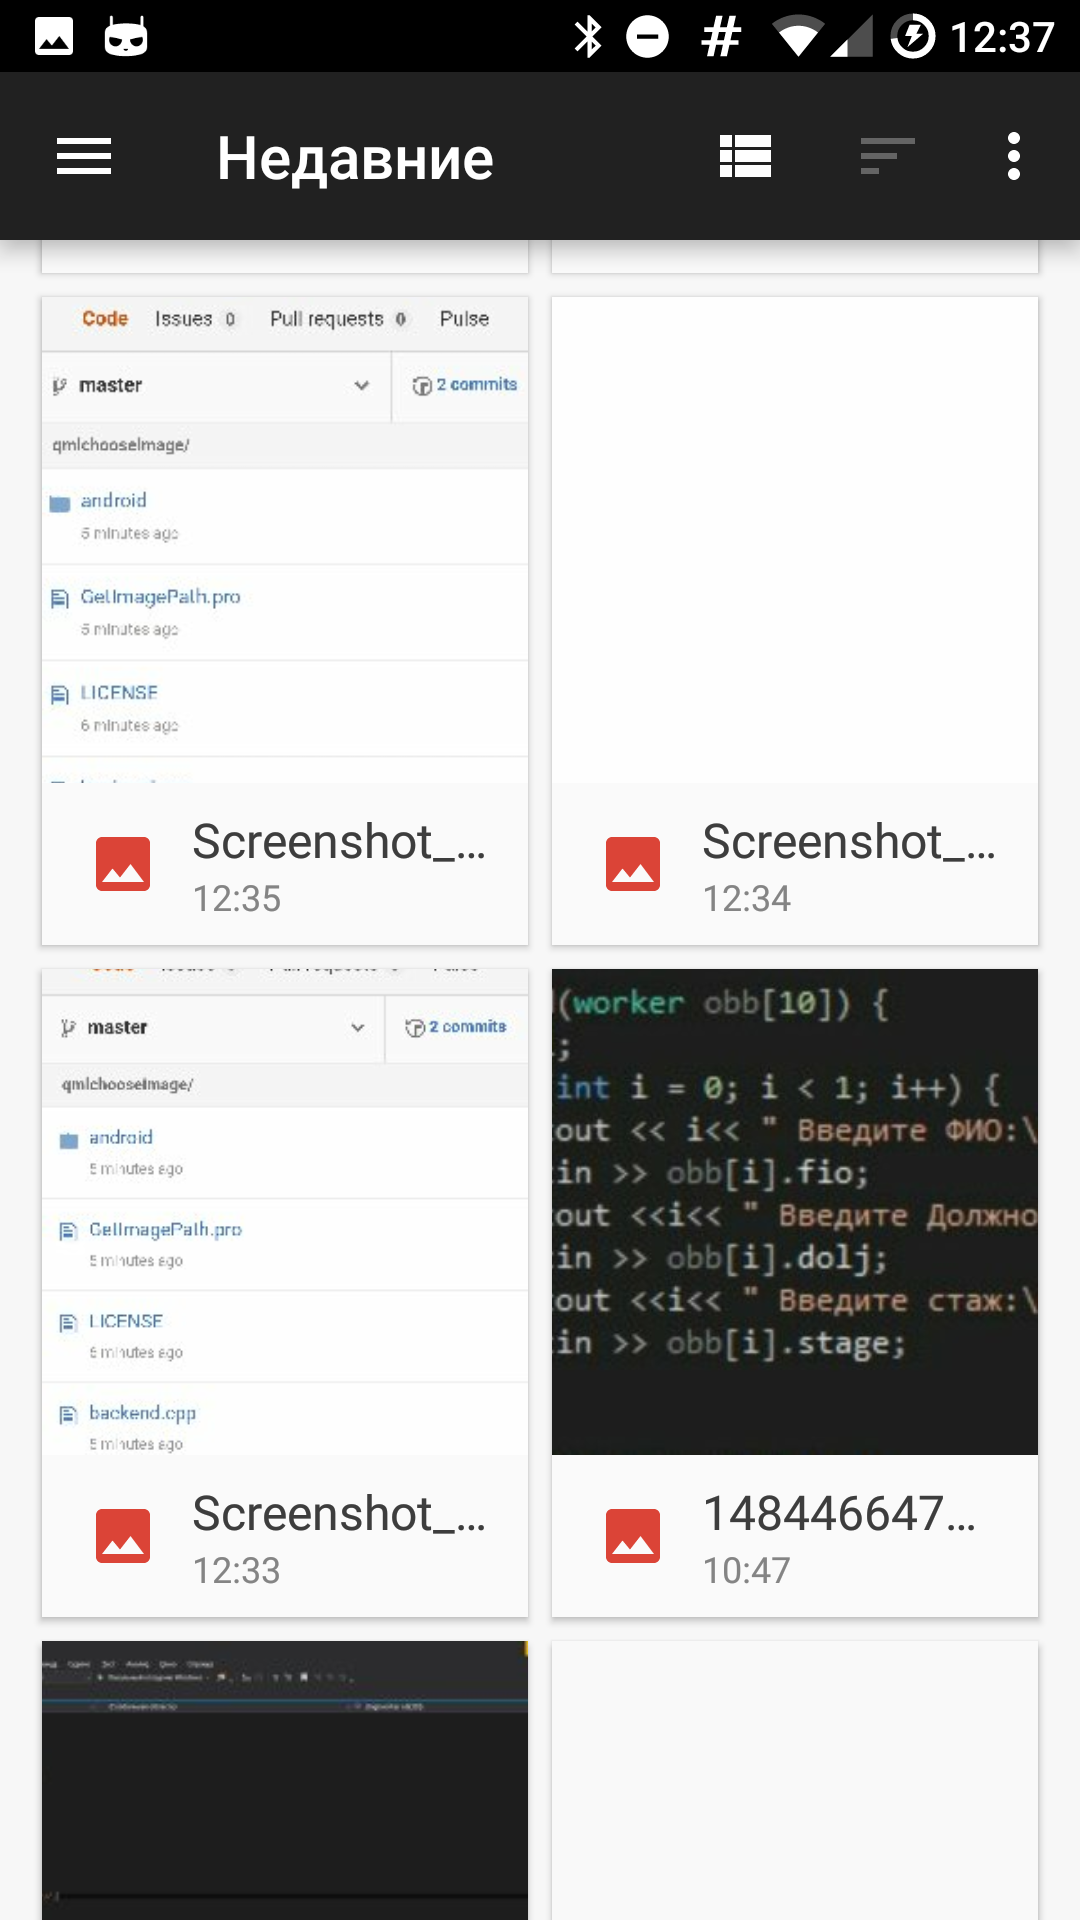 12:37
Недавние
Code Issues 0 Pull requests 0 Pulse
master 2 commits
qmlchooseImage/
android
5 minutes ago
GetImagePath.pro
5 minutes ago
LICENSE
6 minutes ago
Screenshot_...
12:35
Screenshot_...
12:34
master 2 commits
qmlchooseImage/
android
5 minutes ago
GetImagePath.pro
5 minutes ago
LICENSE
6 minutes ago
backend.cpp
5 minutes ago
Screenshot_...
12:33
(worker obb[10]) {
;
int i = 0; i < 1; i++) {
out << i<< " Введите ФИО:\
in >> obb[i].fio;
out <<i<< " Введите Должно
in >> obb[i].dolj;
out <<i<< " Введите стаж:\
in >> obb[i].stage;
148446647...
10:47